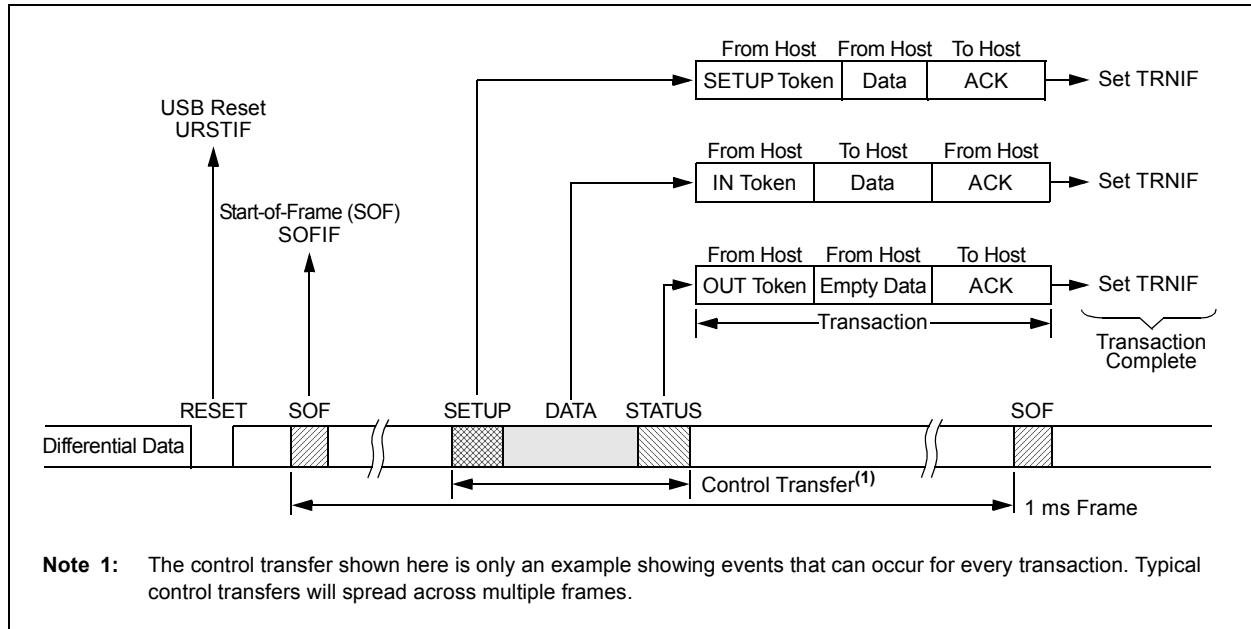 From Host From Host To Host
SETUP Token Data ACK Set TRNIF
USB Reset
URSTIF
From Host To Host From Host
IN Token Data ACK Set TRNIF
Start-of-Frame (SOF)
SOFIF
From Host From Host To Host
OUT Token Empty Data ACK Set TRNIF
Transaction
Transaction
Complete
RESET SOF SETUP DATA STATUS SOF
Differential Data
Control Transfer(1)
1 ms Frame
Note 1: The control transfer shown here is only an example showing events that can occur for every transaction. Typical
control transfers will spread across multiple frames.